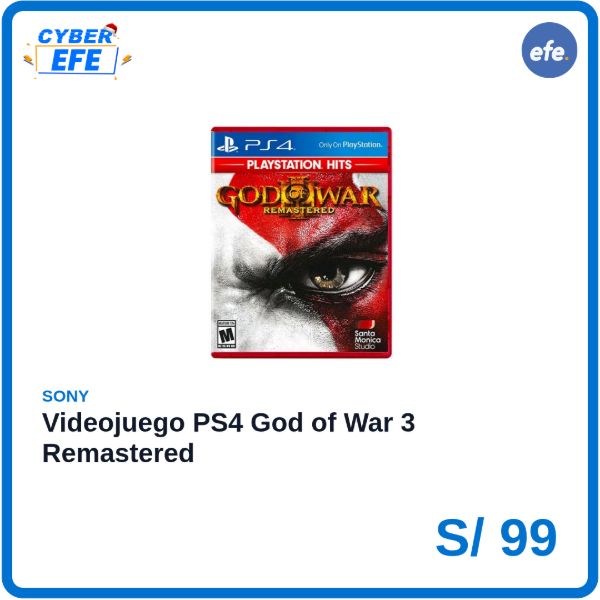 CYBER
EFE
efe.
PS4
Only On PlayStation.
PLAYSTATION HITS
GOD OF WAR
III
REMASTERED
M
Santa
Monica
Studio
SONY
Videojuego PS4 God of War 3
Remastered
S/ 99